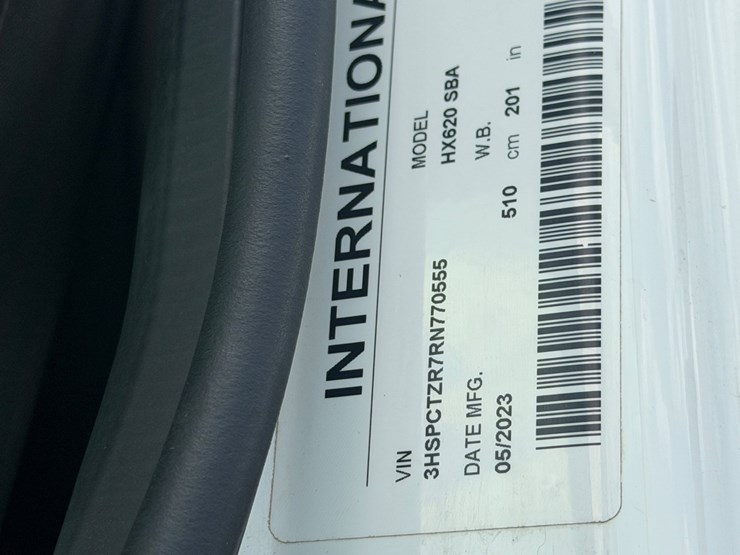 INTERNATIONA
VIN
3HSPCTZR7RN770555
MODEL
HX620 SBA
DATE MFG.
05/2023
W.B.
510 cm 201 in